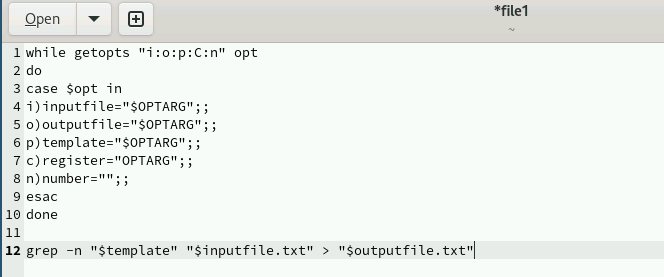 Open
*file1
~
1 while getopts "i:o:p:C:n" opt
2 do
3 case $opt in
4 i)inputfile="$OPTARG";;
5 o)outputfile="$OPTARG";;
6 p)template="$OPTARG";;
7 c)register="OPTARG";;
8 n)number="";;
9 esac
10 done
11
12 grep -n "$template" "$inputfile.txt" > "$outputfile.txt"